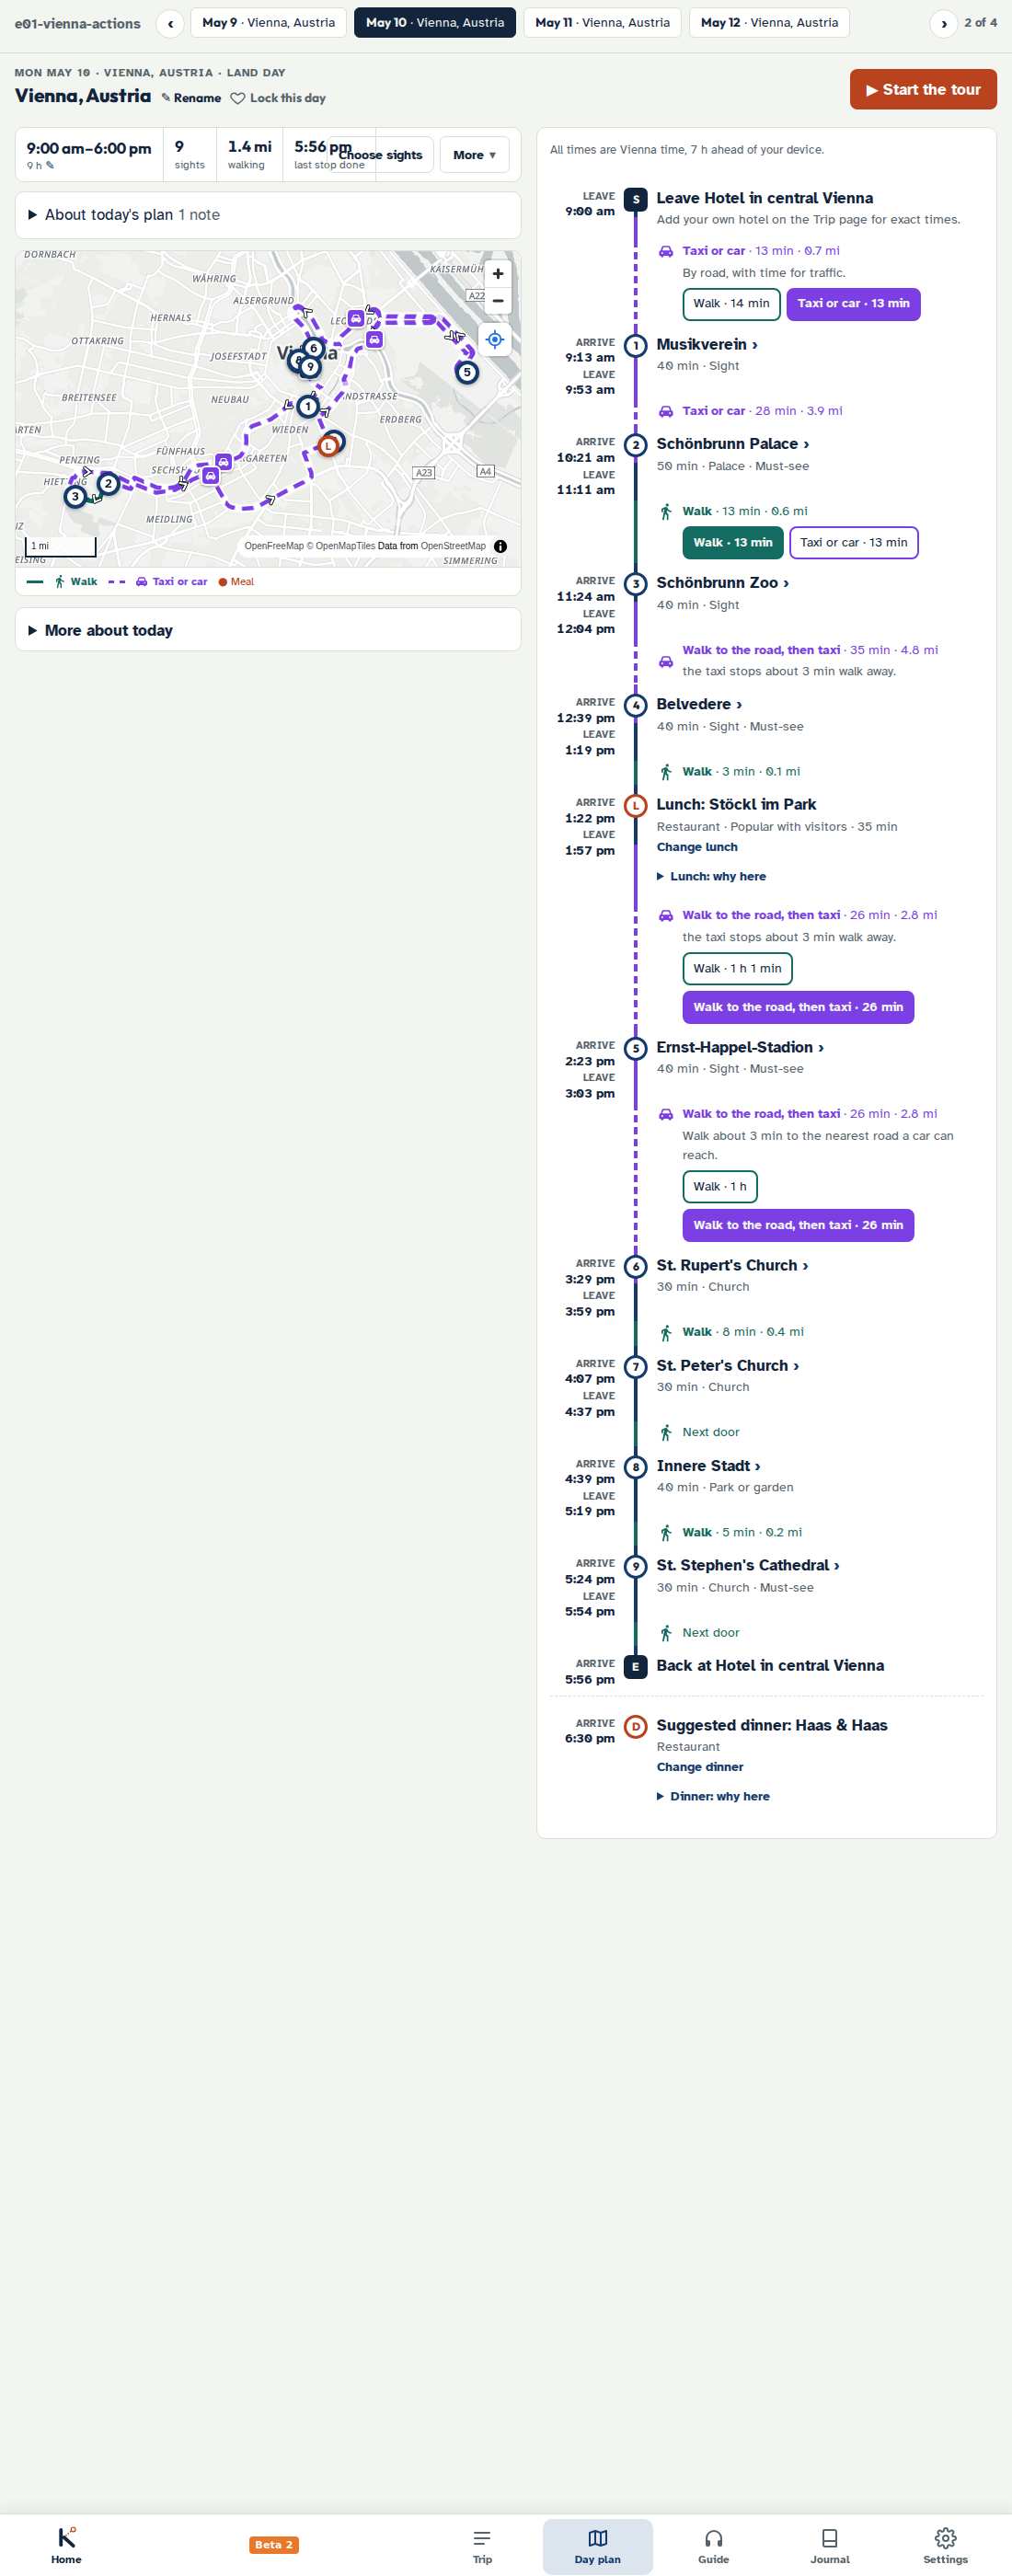 e01-vienna-actions
‹
May 9 · Vienna, Austria
May 10 · Vienna, Austria
May 11 · Vienna, Austria
May 12 · Vienna, Austria
›
2 of 4
MON MAY 10 · VIENNA, AUSTRIA · LAND DAY
Vienna, Austria
✎ Rename
Lock this day
▶ Start the tour
9:00 am–6:00 pm
9 h ✎
9
sights
1.4 mi
walking
5:56 pm
last stop done
Choose sights
More ▾
▶ About today's plan 1 note
DORNBACH
WÄHRING
KAISERMÜH
ALSERGRUND
A22
HERNALS
OTTAKRING
JOSEFSTADT
6
9
5
BREITENSEE
NEUBAU
1
NDSTRASSE
ERDBERG
WIEDEN
L
PENZING
FÜNFHAUS
A23
A4
2
3
MEIDLING
1 mi
OpenFreeMap © OpenMapTiles Data from OpenStreetMap
SIMMERING
Walk
Taxi or car
Meal
▶ More about today
All times are Vienna time, 7 h ahead of your device.
LEAVE
9:00 am
S
Leave Hotel in central Vienna
Add your own hotel on the Trip page for exact times.
Taxi or car · 13 min · 0.7 mi
By road, with time for traffic.
Walk · 14 min
Taxi or car · 13 min
ARRIVE
9:13 am
LEAVE
9:53 am
1
Musikverein ›
40 min · Sight
Taxi or car · 28 min · 3.9 mi
ARRIVE
10:21 am
LEAVE
11:11 am
2
Schönbrunn Palace ›
50 min · Palace · Must-see
Walk · 13 min · 0.6 mi
Walk · 13 min
Taxi or car · 13 min
ARRIVE
11:24 am
LEAVE
12:04 pm
3
Schönbrunn Zoo ›
40 min · Sight
Walk to the road, then taxi · 35 min · 4.8 mi
the taxi stops about 3 min walk away.
ARRIVE
12:39 pm
LEAVE
1:19 pm
4
Belvedere ›
40 min · Sight · Must-see
Walk · 3 min · 0.1 mi
ARRIVE
1:22 pm
LEAVE
1:57 pm
L
Lunch: Stöckl im Park
Restaurant · Popular with visitors · 35 min
Change lunch
▶ Lunch: why here
Walk to the road, then taxi · 26 min · 2.8 mi
the taxi stops about 3 min walk away.
Walk · 1 h 1 min
Walk to the road, then taxi · 26 min
ARRIVE
2:23 pm
LEAVE
3:03 pm
5
Ernst-Happel-Stadion ›
40 min · Sight · Must-see
Walk to the road, then taxi · 26 min · 2.8 mi
Walk about 3 min to the nearest road a car can
reach.
Walk · 1 h
Walk to the road, then taxi · 26 min
ARRIVE
3:29 pm
LEAVE
3:59 pm
6
St. Rupert's Church ›
30 min · Church
Walk · 8 min · 0.4 mi
ARRIVE
4:07 pm
LEAVE
4:37 pm
7
St. Peter's Church ›
30 min · Church
Next door
ARRIVE
4:39 pm
LEAVE
5:19 pm
8
Innere Stadt ›
40 min · Park or garden
Walk · 5 min · 0.2 mi
ARRIVE
5:24 pm
LEAVE
5:54 pm
9
St. Stephen's Cathedral ›
30 min · Church · Must-see
Next door
ARRIVE
5:56 pm
E
Back at Hotel in central Vienna
ARRIVE
6:30 pm
D
Suggested dinner: Haas & Haas
Restaurant
Change dinner
▶ Dinner: why here
Home
Beta 2
Trip
Day plan
Guide
Journal
Settings